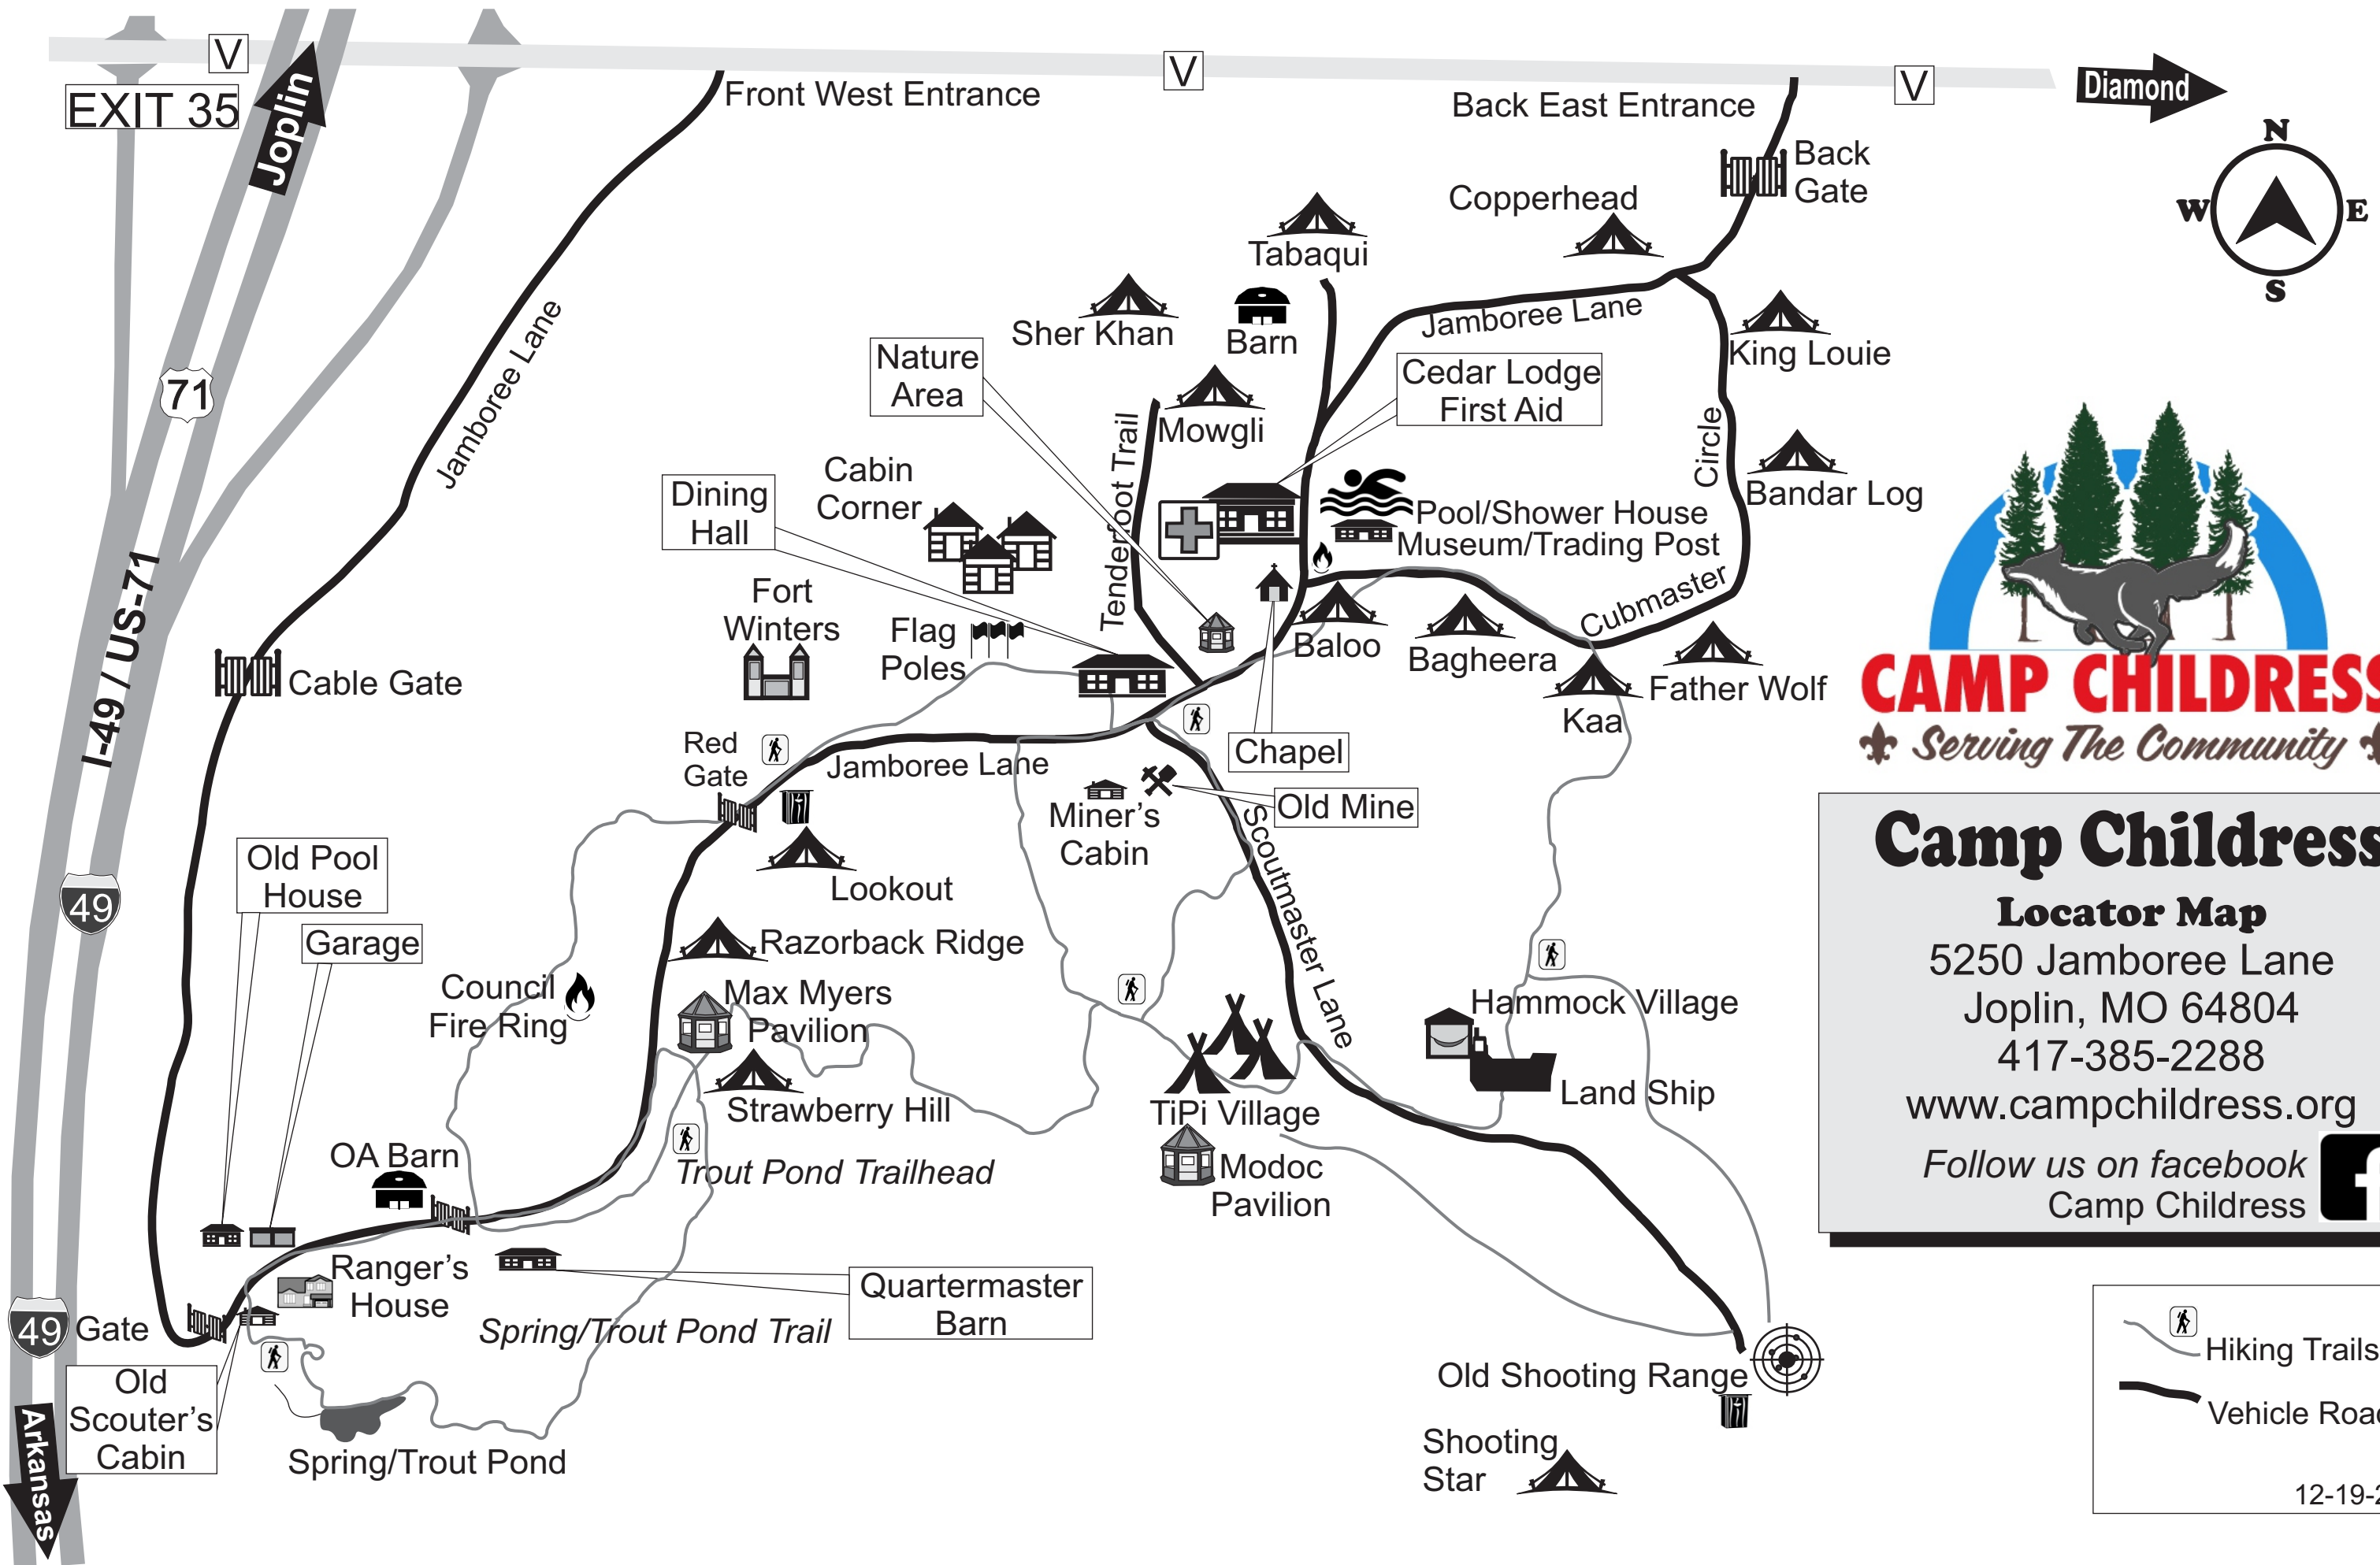 V
EXIT 35
Joplin
Front West Entrance
V
Back East Entrance
V
Diamond
N
W
E
S
Back
Gate
Copperhead
Tabaqui
Sher Khan
Barn
Jamboree Lane
King Louie
Nature
Area
Cedar Lodge
First Aid
71
Jamboree Lane
Mowgli
Tenderfoot Trail
Circle
Bandar Log
Cabin
Corner
Dining
Hall
Pool/Shower House
Museum/Trading Post
Fort
Winters
Flag
Poles
Cubmaster
Baloo
Bagheera
Father Wolf
Kaa
I-49 / US-71
Cable Gate
CAMP CHILDRESS
Serving The Community
Red
Gate
Jamboree Lane
Chapel
Miner's
Cabin
Old Mine
Scoutmaster Lane
Camp Childress
Locator Map
5250 Jamboree Lane
Joplin, MO 64804
417-385-2288
www.campchildress.org
Follow us on facebook
Camp Childress
f
Old Pool
House
Garage
49
Lookout
Razorback Ridge
Council
Fire Ring
Max Myers
Pavilion
Hammock Village
Strawberry Hill
TiPi Village
Land Ship
OA Barn
Trout Pond Trailhead
Modoc
Pavilion
Ranger's
House
Quartermaster
Barn
49
Gate
Spring/Trout Pond Trail
Old
Scouter's
Cabin
Old Shooting Range
Spring/Trout Pond
Shooting
Star
Arkansas
Hiking Trails
Vehicle Roa
12-19-2